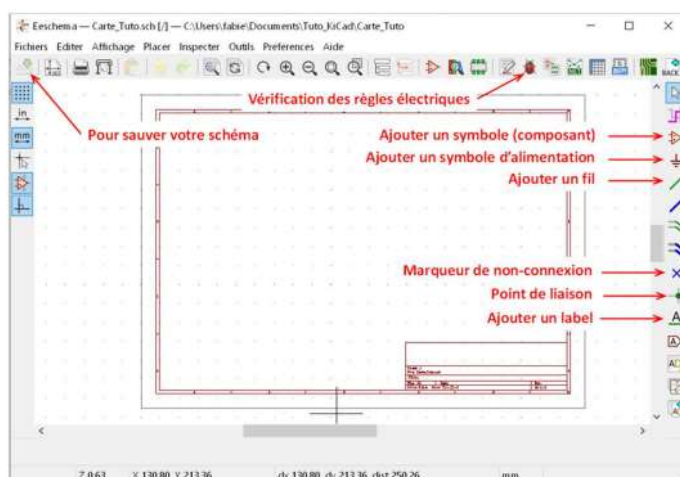 Eeschema — Carte_Tuto.sch [/] — C:\Users\fabie\Documents\Tuto_KiCad\Carte_Tuto
Fichiers Editer Affichage Placer Inspecter Outils Preferences Aide
BACK
Vérification des règles électriques
in
mm
Pour sauver votre schéma
Ajouter un symbole (composant)
Ajouter un symbole d'alimentation
Ajouter un fil
Marqueur de non-connexion
Point de liaison
Ajouter un label
A
Z 0.63 X 130.80 Y 213.36 dx 130.80 dy 213.36 dist 250.26 mm